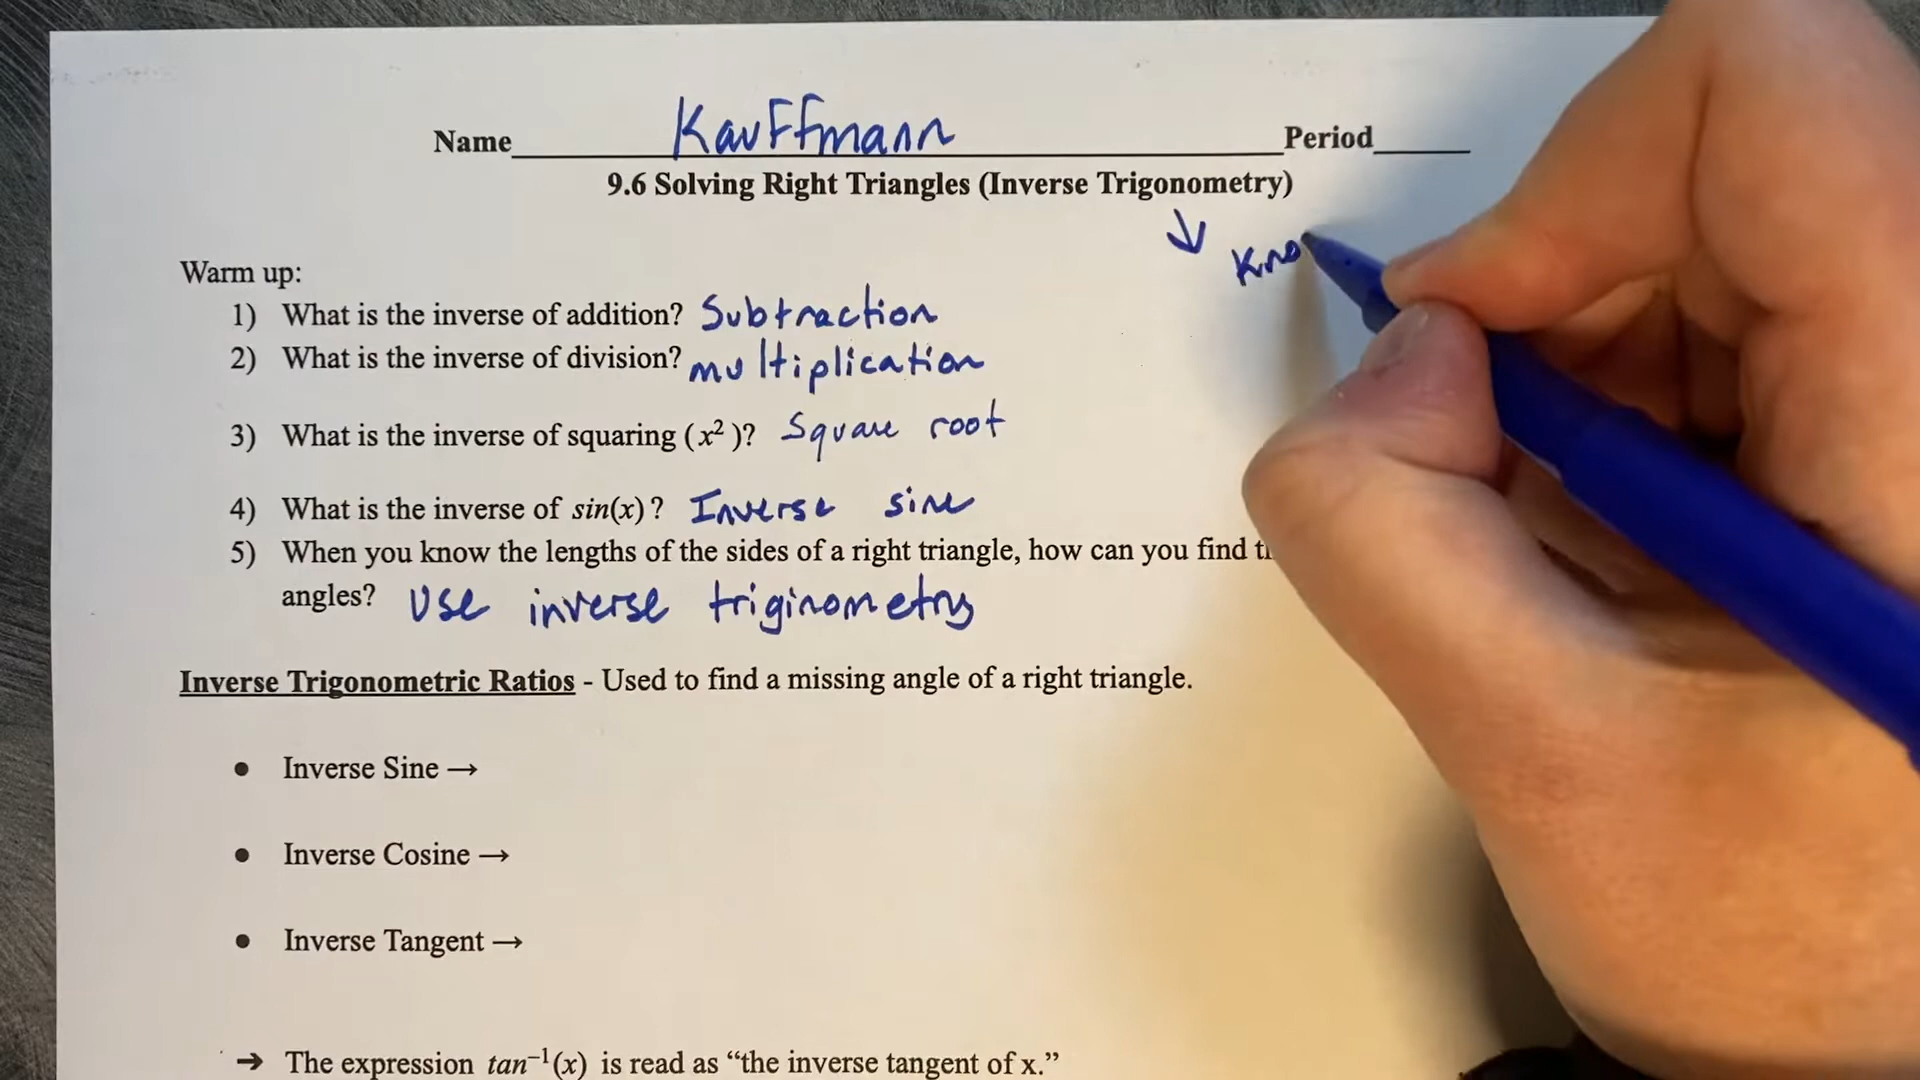 Name Kauffmann Period
9.6 Solving Right Triangles (Inverse Trigonometry)
↓ Kno
Warm up:
1) What is the inverse of addition? Subtraction
2) What is the inverse of division? multiplication
3) What is the inverse of squaring (x²)? Square root
4) What is the inverse of sin(x)? Inverse sine
5) When you know the lengths of the sides of a right triangle, how can you find
angles? Use inverse triginometry
Inverse Trigonometric Ratios - Used to find a missing angle of a right triangle.
● Inverse Sine →
● Inverse Cosine →
● Inverse Tangent →
→ The expression tan⁻¹(x) is read as “the inverse tangent of x.”